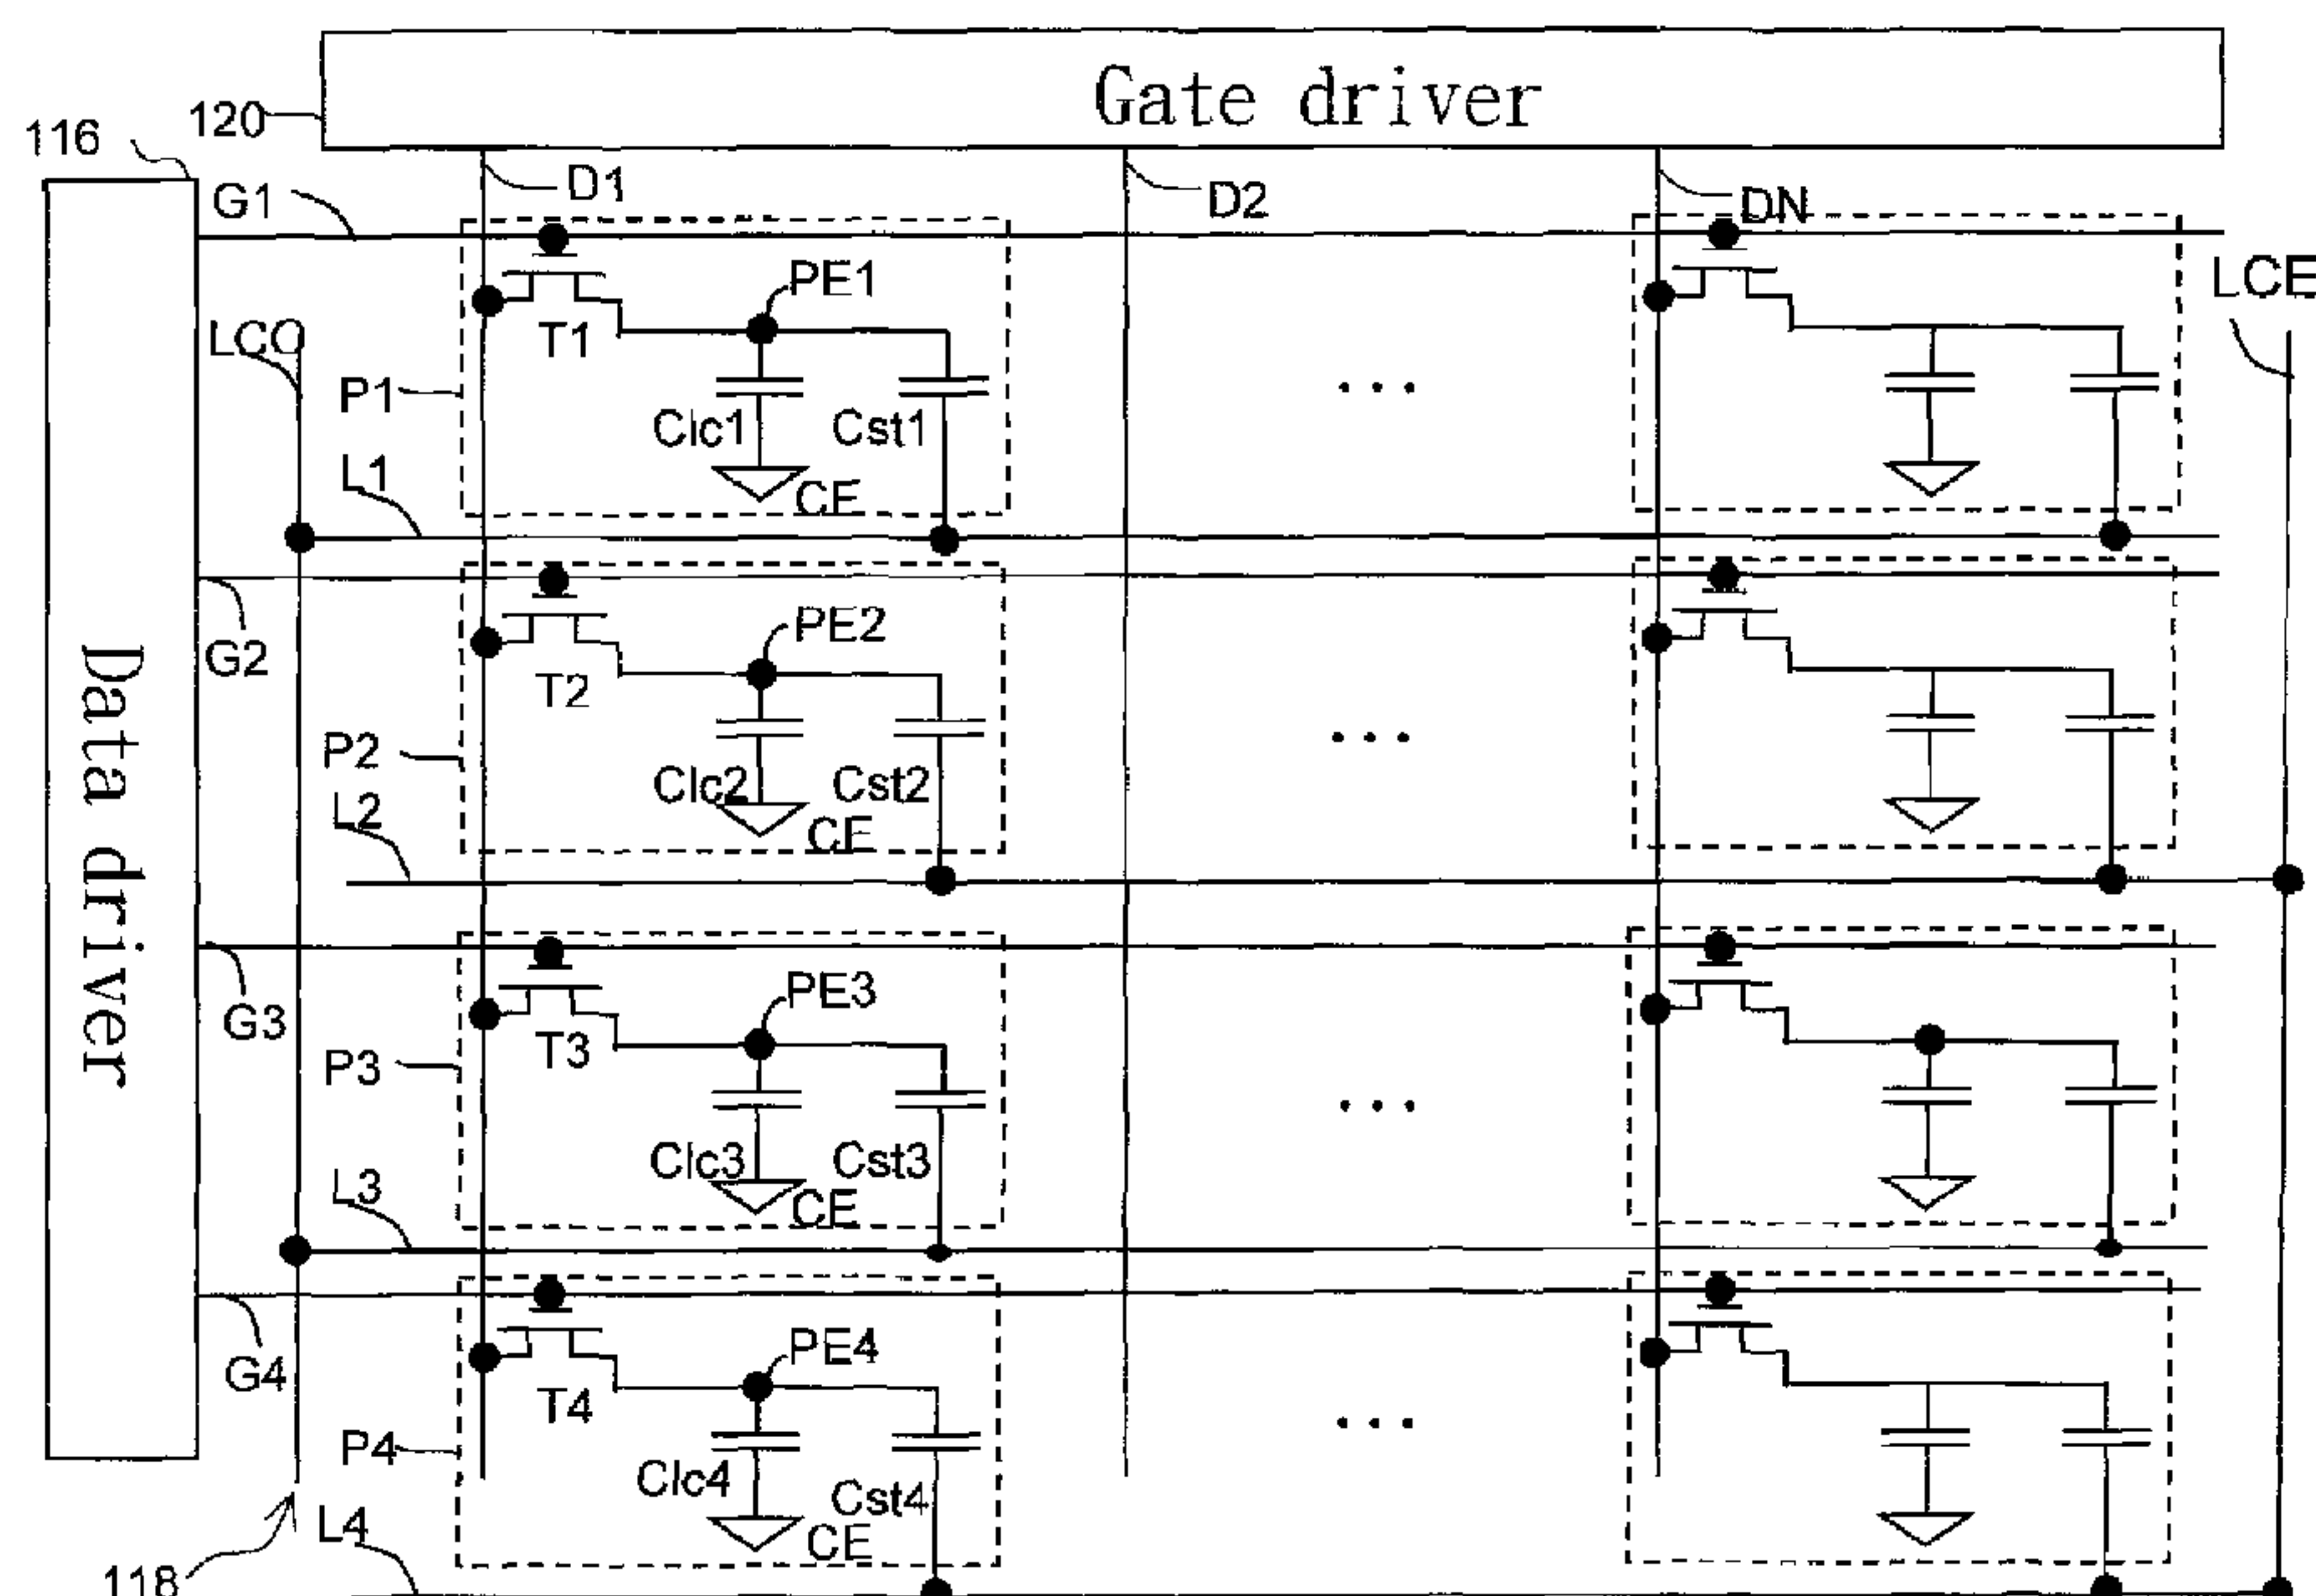 Gate driver
120
116
D1
G1
D2
DN
LCE
PE1
LCO
T1
P1
Clc1
Cst1
L1
CE
Data driver
G2
PE2
T2
P2
Clc2
Cst2
L2
CE
G3
PE3
T3
P3
Clc3
Cst3
L3
CE
G4
PE4
T4
P4
Clc4
Cst4
L4
CE
118